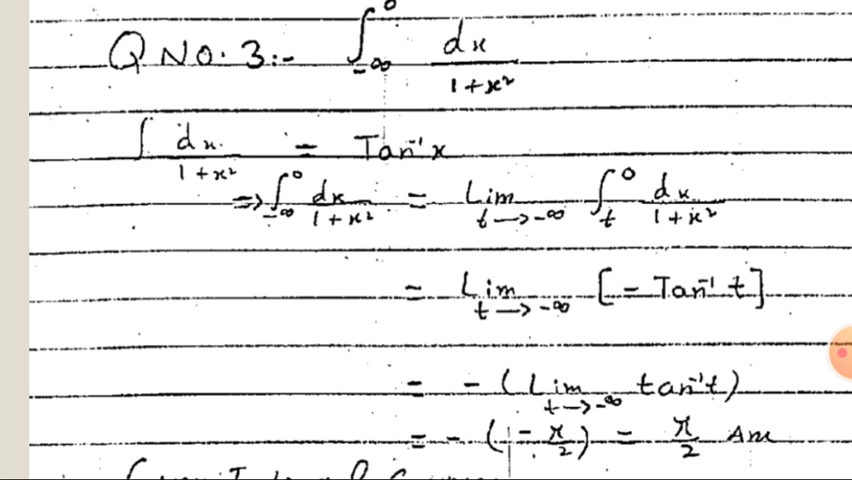 Q NO. 3:- ∫_{-∞}^{0} dx/(1+x²)
∫ dx/(1+x²) = Tan⁻¹x
=> ∫_{-∞}^{0} dx/(1+x²) = Lim_{t→-∞} ∫_{t}^{0} dx/(1+x²)
= Lim_{t→-∞} [- Tan⁻¹ t]
= - (Lim_{t→-∞} tan⁻¹t)
= - (-π/2) = π/2 Ans